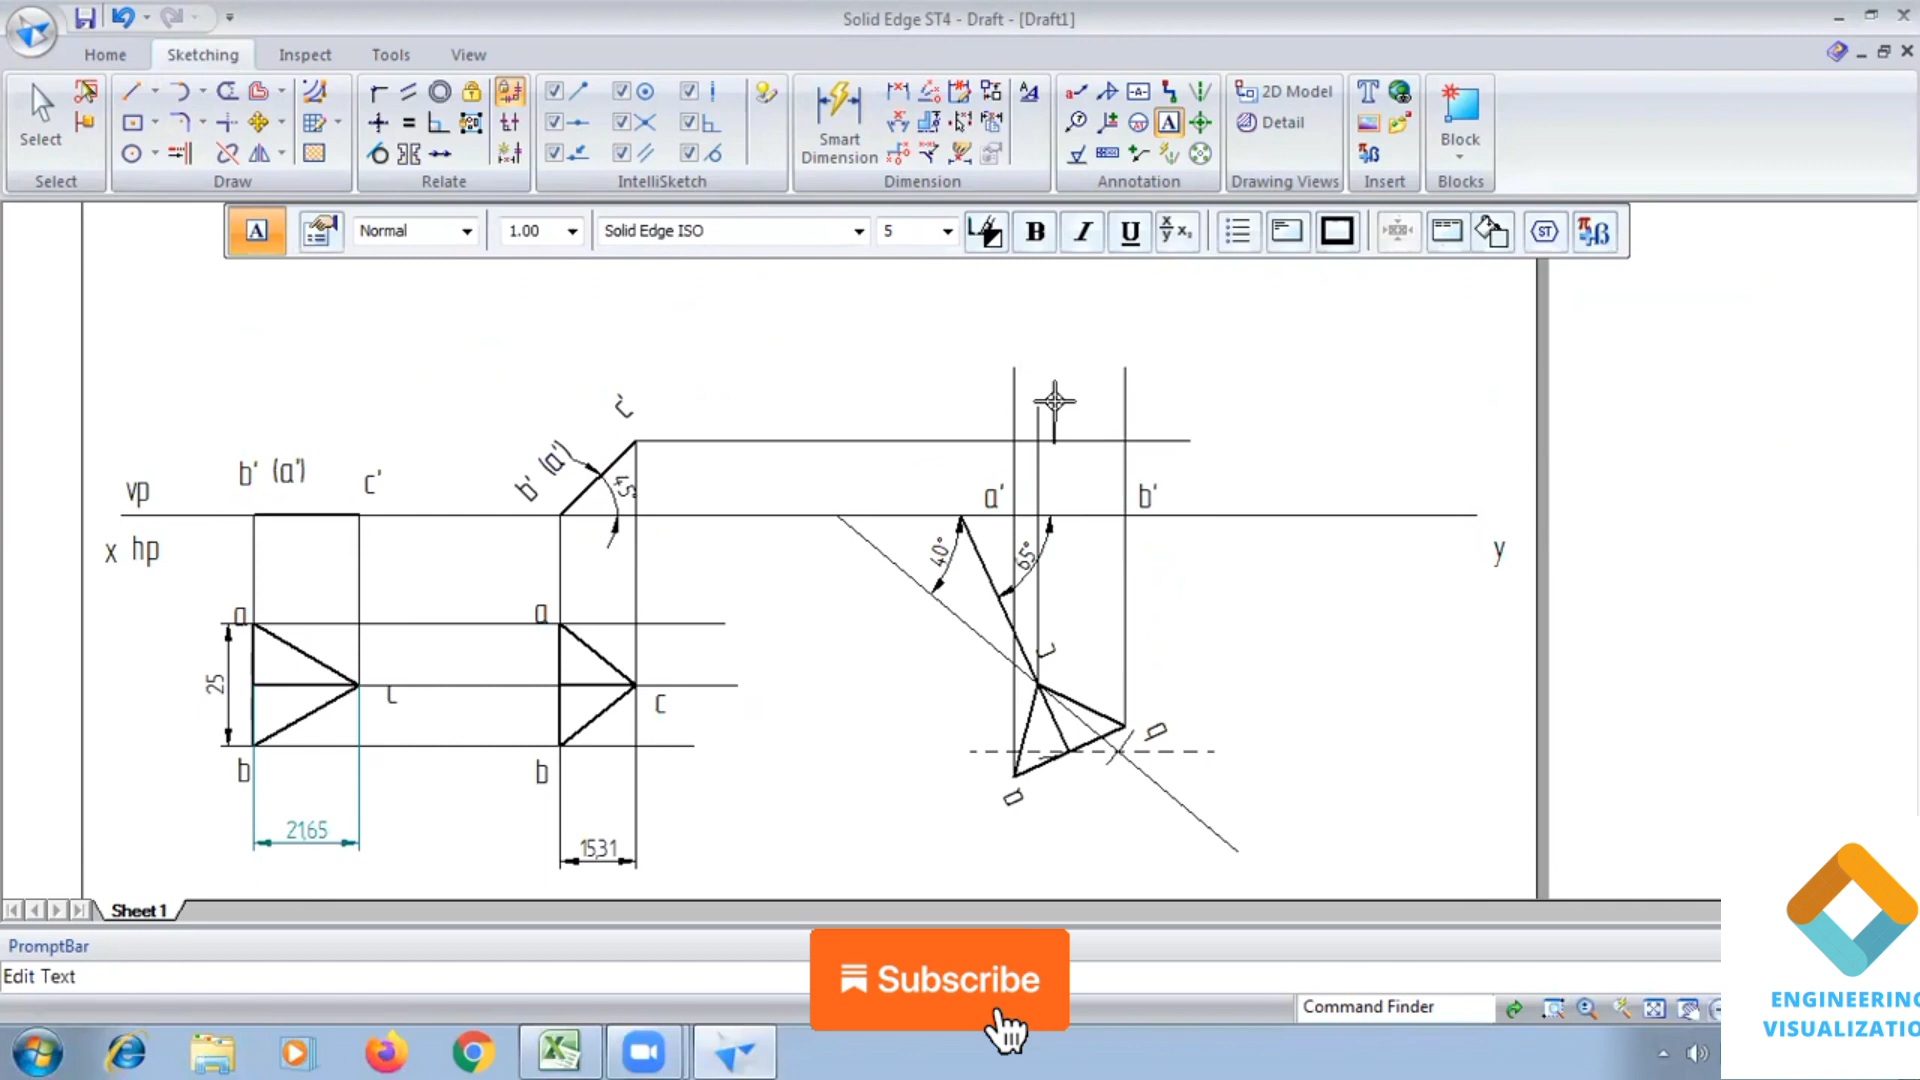 Solid Edge ST4 - Draft - [Draft1]
Home Sketching Inspect Tools View
Select
Smart
Dimension
2D Model
Detail
Block
Select Draw Relate IntelliSketch Dimension Annotation Drawing Views Insert Blocks
A Normal 1.00 Solid Edge ISO 5 B I U
c'
b' (a') c'
b' (a')
45°
vp
a' b'
x hp
y
40°
65°
a a
25
c
c
c
a
b b
b
21,65
15,31
Sheet 1
PromptBar
Edit Text
Subscribe
Command Finder
ENGINEERING
VISUALIZATIO